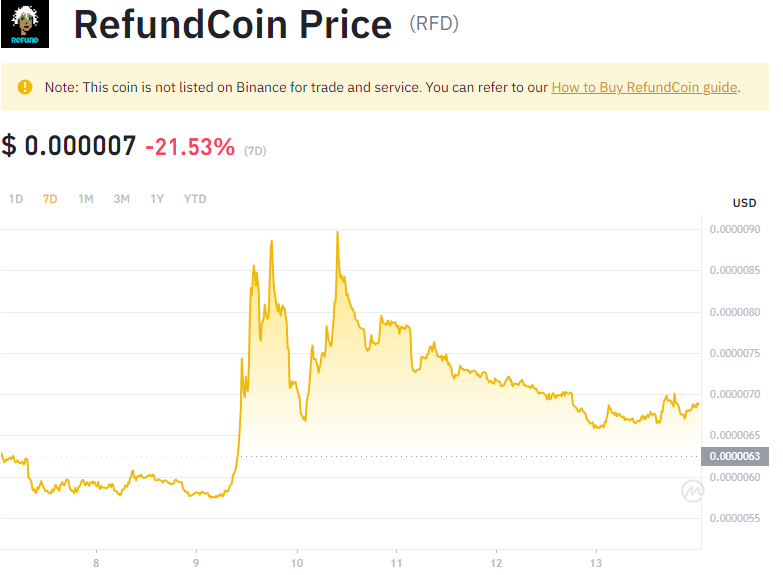 REFUND
RefundCoin Price (RFD)
Note: This coin is not listed on Binance for trade and service. You can refer to our How to Buy RefundCoin guide.
$ 0.000007 -21.53% (7D)
1D 7D 1M 3M 1Y YTD
USD
0.0000090
0.0000085
0.0000080
0.0000075
0.0000070
0.0000065
0.0000063
0.0000060
0.0000055
8 9 10 11 12 13